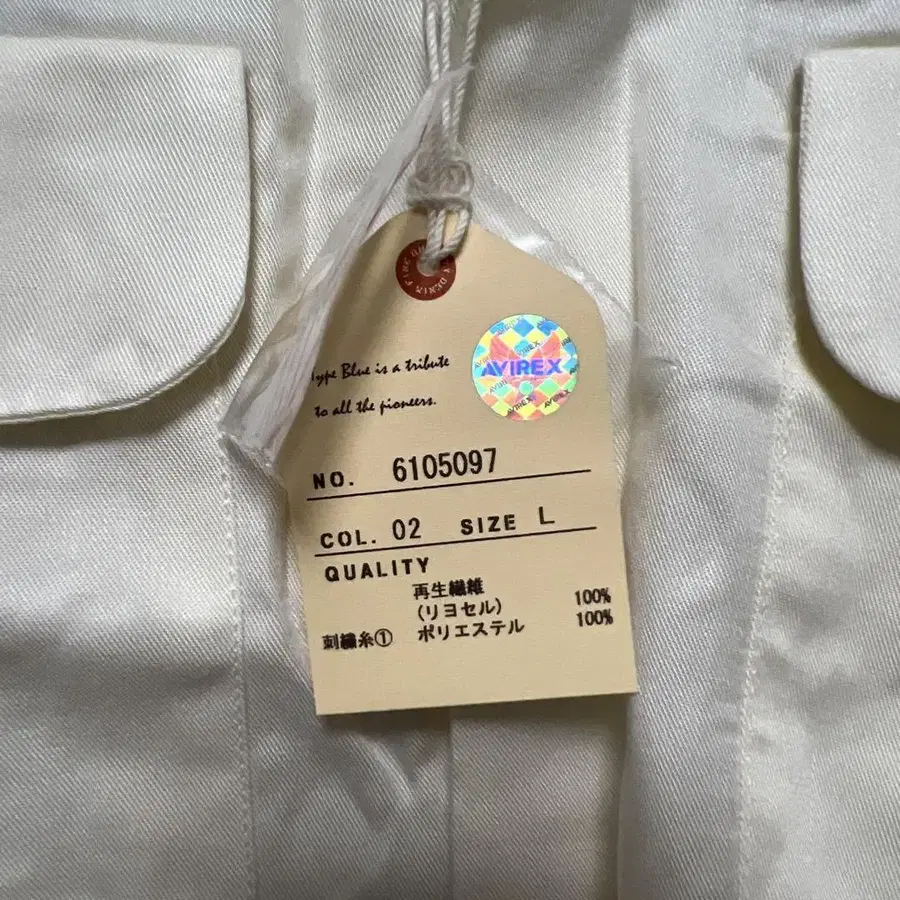 Type Blue is a tribute
to all the pioneers.
AVIREX
NO. 6105097
COL. 02 SIZE L
QUALITY
再生繊維
(リヨセル) 100%
刺繍糸① ポリエステル 100%